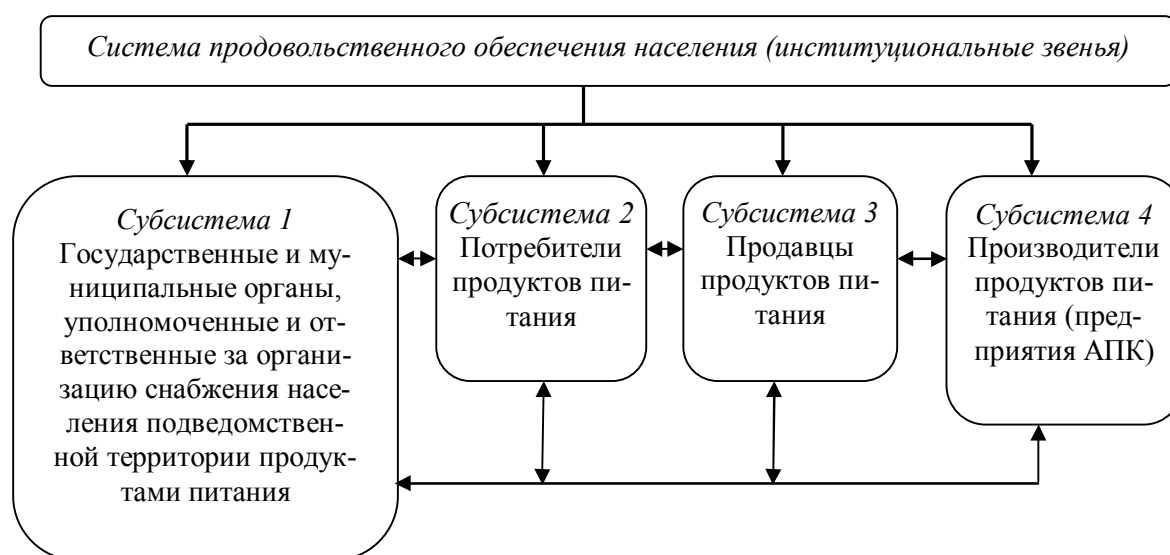 Система продовольственного обеспечения населения (институциональные звенья)
Субсистема 1
Государственные и му-
ниципальные органы,
уполномоченные и от-
ветственные за органи-
зацию снабжения насе-
ления подведомствен-
ной территории продук-
тами питания
Субсистема 2
Потребители
продуктов пи-
тания
Субсистема 3
Продавцы
продуктов пи-
тания
Субсистема 4
Производители
продуктов пи-
тания (пред-
приятия АПК)